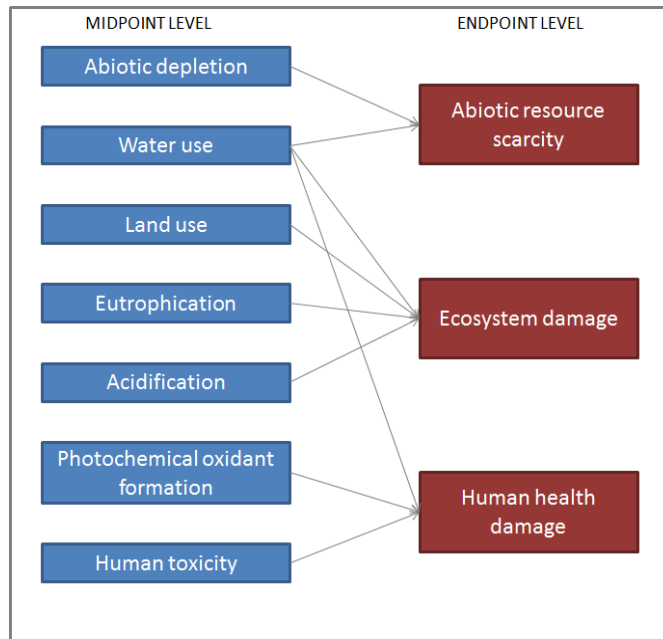 MIDPOINT LEVEL
ENDPOINT LEVEL
Abiotic depletion
Water use
Land use
Eutrophication
Acidification
Photochemical oxidant
formation
Human toxicity
Abiotic resource
scarcity
Ecosystem damage
Human health
damage